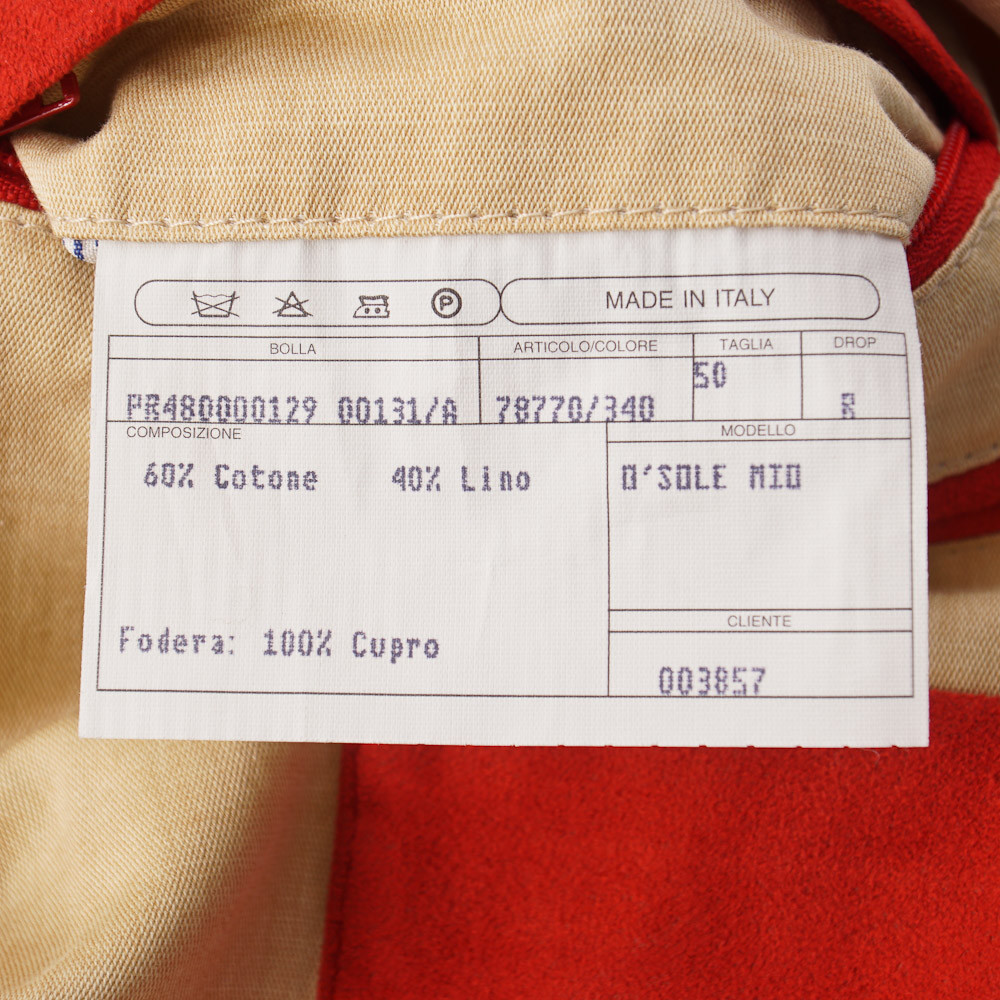 P MADE IN ITALY
BOLLA ARTICOLO/COLORE TAGLIA DROP
50
PR480000129 00131/A 78770/340 R
COMPOSIZIONE MODELLO
60% Cotone 40% Lino O'SOLE MIO
CLIENTE
Fodera: 100% Cupro
003857